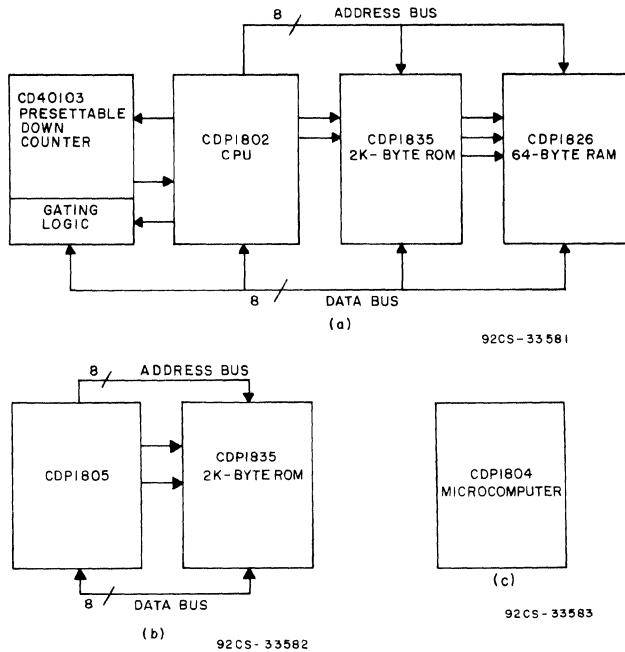 8 ADDRESS BUS
CD40103
PRESETTABLE
DOWN
COUNTER
GATING
LOGIC
CDP1802
CPU
CDP1835
2K-BYTE ROM
CDP1826
64-BYTE RAM
8 DATA BUS
(a)
92CS-33581
8 ADDRESS BUS
CDP1805
CDP1835
2K-BYTE ROM
8 DATA BUS
(b)
92CS-33582
CDP1804
MICROCOMPUTER
(c)
92CS-33583